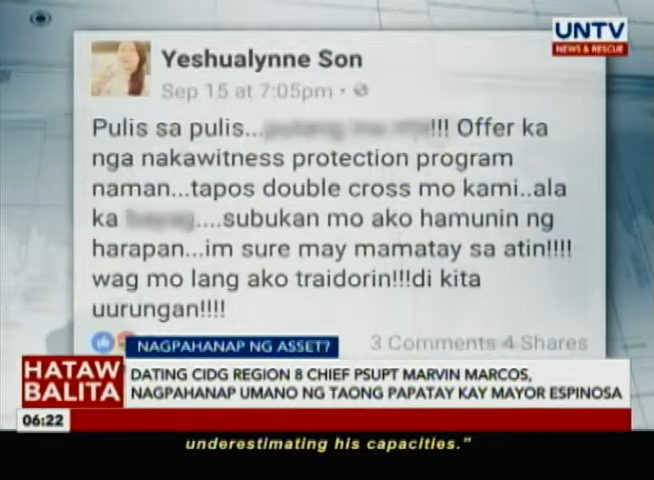 UNTV
NEWS & RESCUE
Yeshualynne Son
Sep 15 at 7:05pm
Pulis sa pulis... !!! Offer ka
nga nakawitness protection program
naman...tapos double cross mo kami..ala
ka ....subukan mo ako hamunin ng
harapan...im sure may mamatay sa atin!!!!
wag mo lang ako traidorin!!!di kita
uurungan!!!!
3 Comments 4 Shares
NAGPAHANAP NG ASSET?
HATAW
BALITA
DATING CIDG REGION 8 CHIEF PSUPT MARVIN MARCOS,
NAGPAHANAP UMANO NG TAONG PAPATAY KAY MAYOR ESPINOSA
06:22
underestimating his capacities."